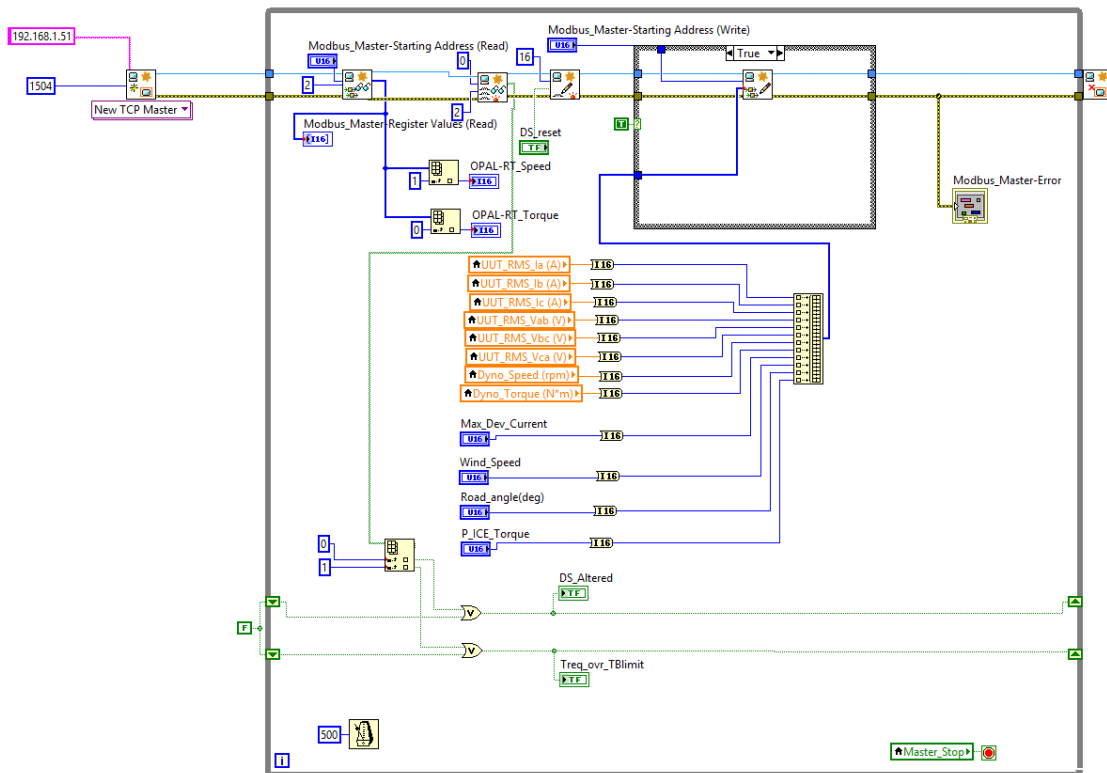 192.168.1.51
1504
New TCP Master
Modbus_Master-Starting Address (Read)
U16
2
0
2
Modbus_Master-Register Values (Read)
I16
16
DS_reset
TF
Modbus_Master-Starting Address (Write)
U16
True
T
?
Modbus_Master-Error
OPAL-RT_Speed
1
I16
OPAL-RT_Torque
0
I16
UUT_RMS_Ia (A)
I16
UUT_RMS_Ib (A)
I16
UUT_RMS_Ic (A)
I16
UUT_RMS_Vab (V)
I16
UUT_RMS_Vbc (V)
I16
UUT_RMS_Vca (V)
I16
Dyno_Speed (rpm)
I16
Dyno_Torque (N*m)
I16
Max_Dev_Current
U16
I16
Wind_Speed
U16
I16
Road_angle(deg)
U16
I16
P_ICE_Torque
U16
I16
0
1
DS_Altered
TF
V
F
V
Treq_ovr_TBlimit
TF
500
i
Master_Stop